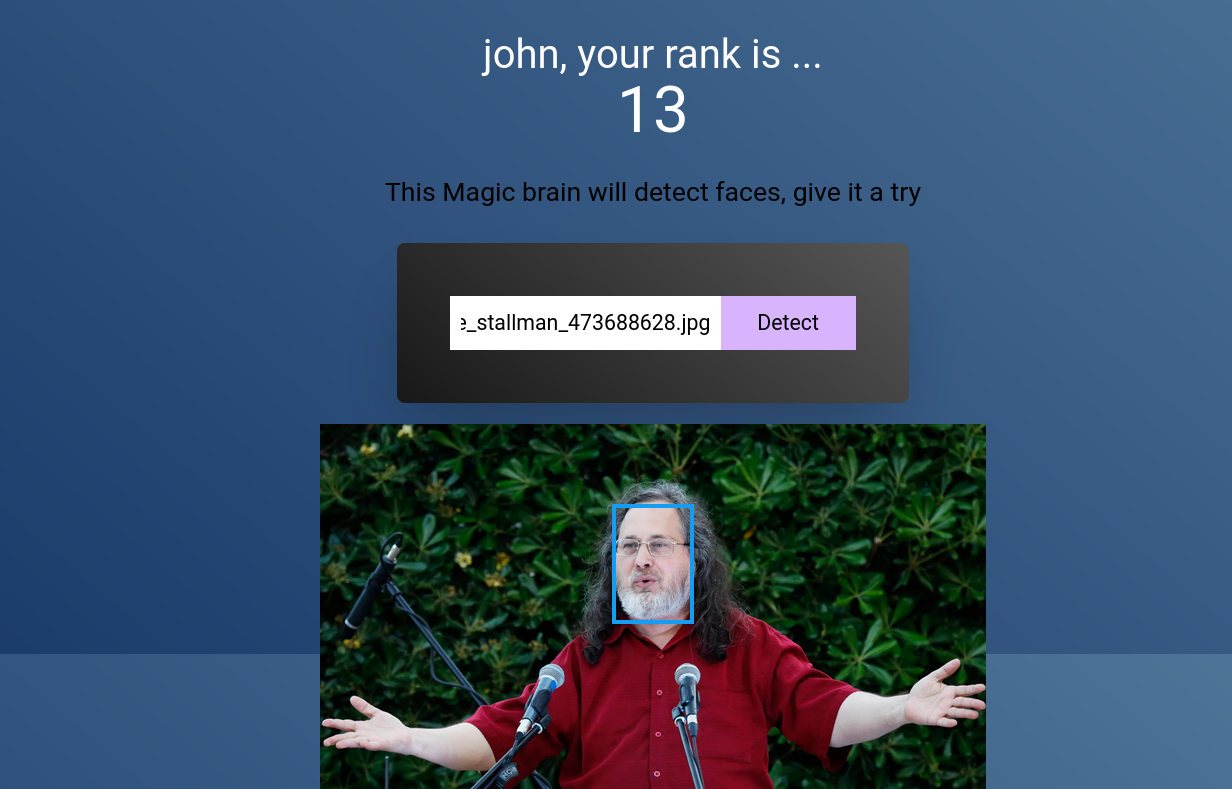 john, your rank is ...
13
This Magic brain will detect faces, give it a try
e_stallman_473688628.jpg
Detect